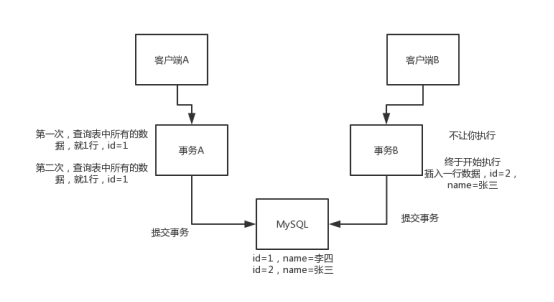 客户端A
客户端B
第一次，查询表中所有的数
据，就1行，id=1
第二次，查询表中所有的数
据，就1行，id=1
事务A
事务B
不让你执行
终于开始执行
插入一行数据，id=2，
name=张三
提交事务
MySQL
提交事务
id=1，name=李四
id=2，name=张三